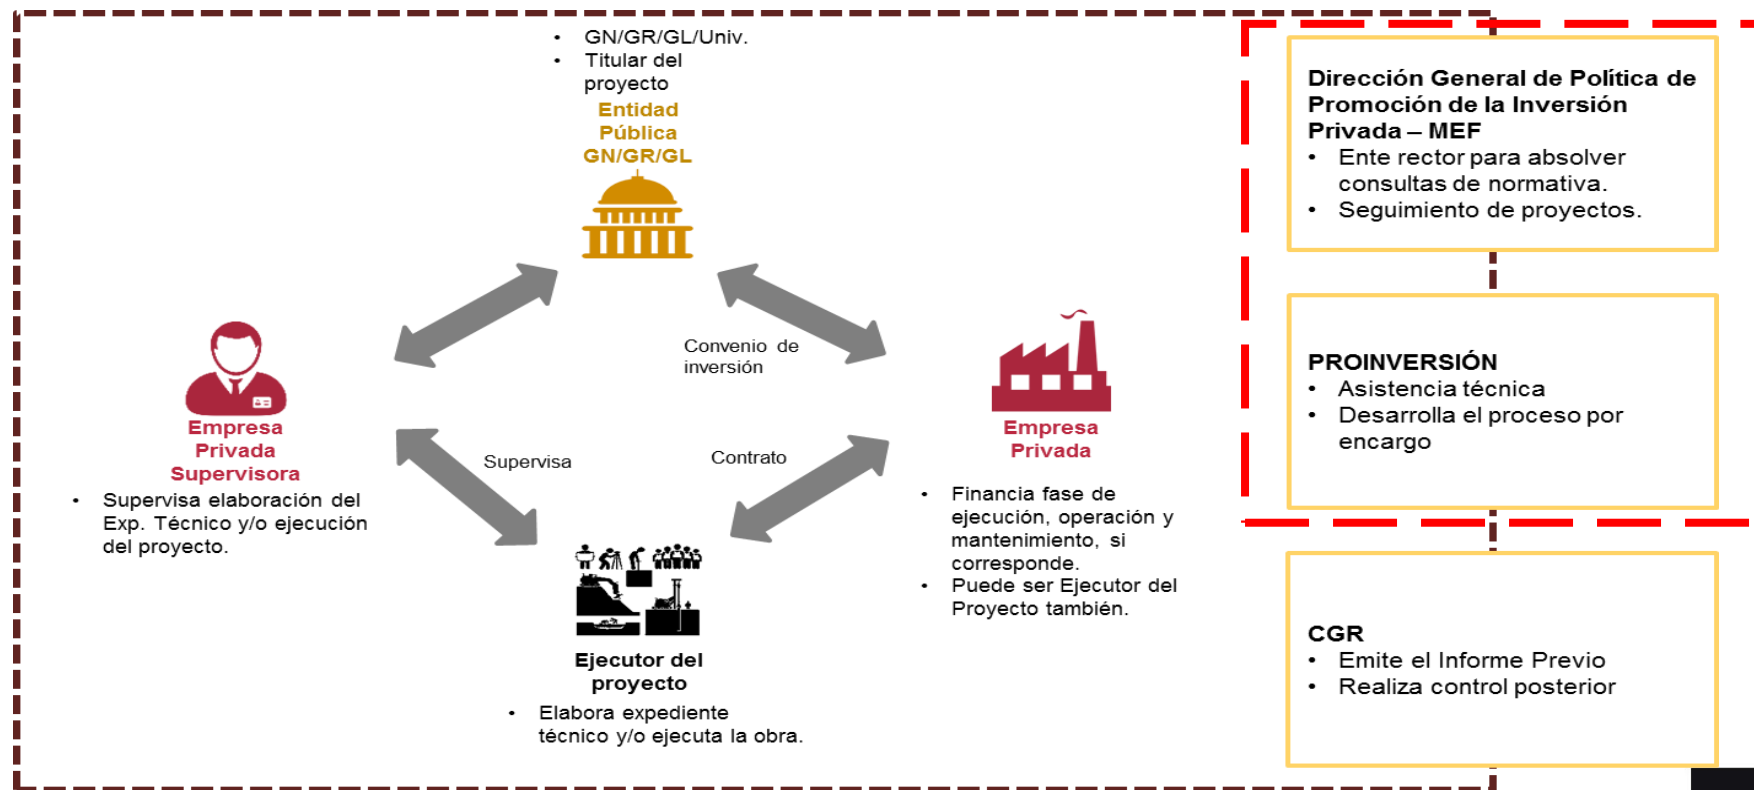 • GN/GR/GL/Univ.
• Titular del
proyecto
Entidad
Pública
GN/GR/GL
Convenio de
inversión
Empresa
Privada
Supervisora
• Supervisa elaboración del
Exp. Técnico y/o ejecución
del proyecto.
Supervisa
Contrato
Empresa
Privada
• Financia fase de
ejecución, operación y
mantenimiento, si
corresponde.
• Puede ser Ejecutor del
Proyecto también.
Ejecutor del
proyecto
• Elabora expediente
técnico y/o ejecuta la obra.
Dirección General de Política de
Promoción de la Inversión
Privada – MEF
• Ente rector para absolver
consultas de normativa.
• Seguimiento de proyectos.
PROINVERSIÓN
• Asistencia técnica
• Desarrolla el proceso por
encargo
CGR
• Emite el Informe Previo
• Realiza control posterior